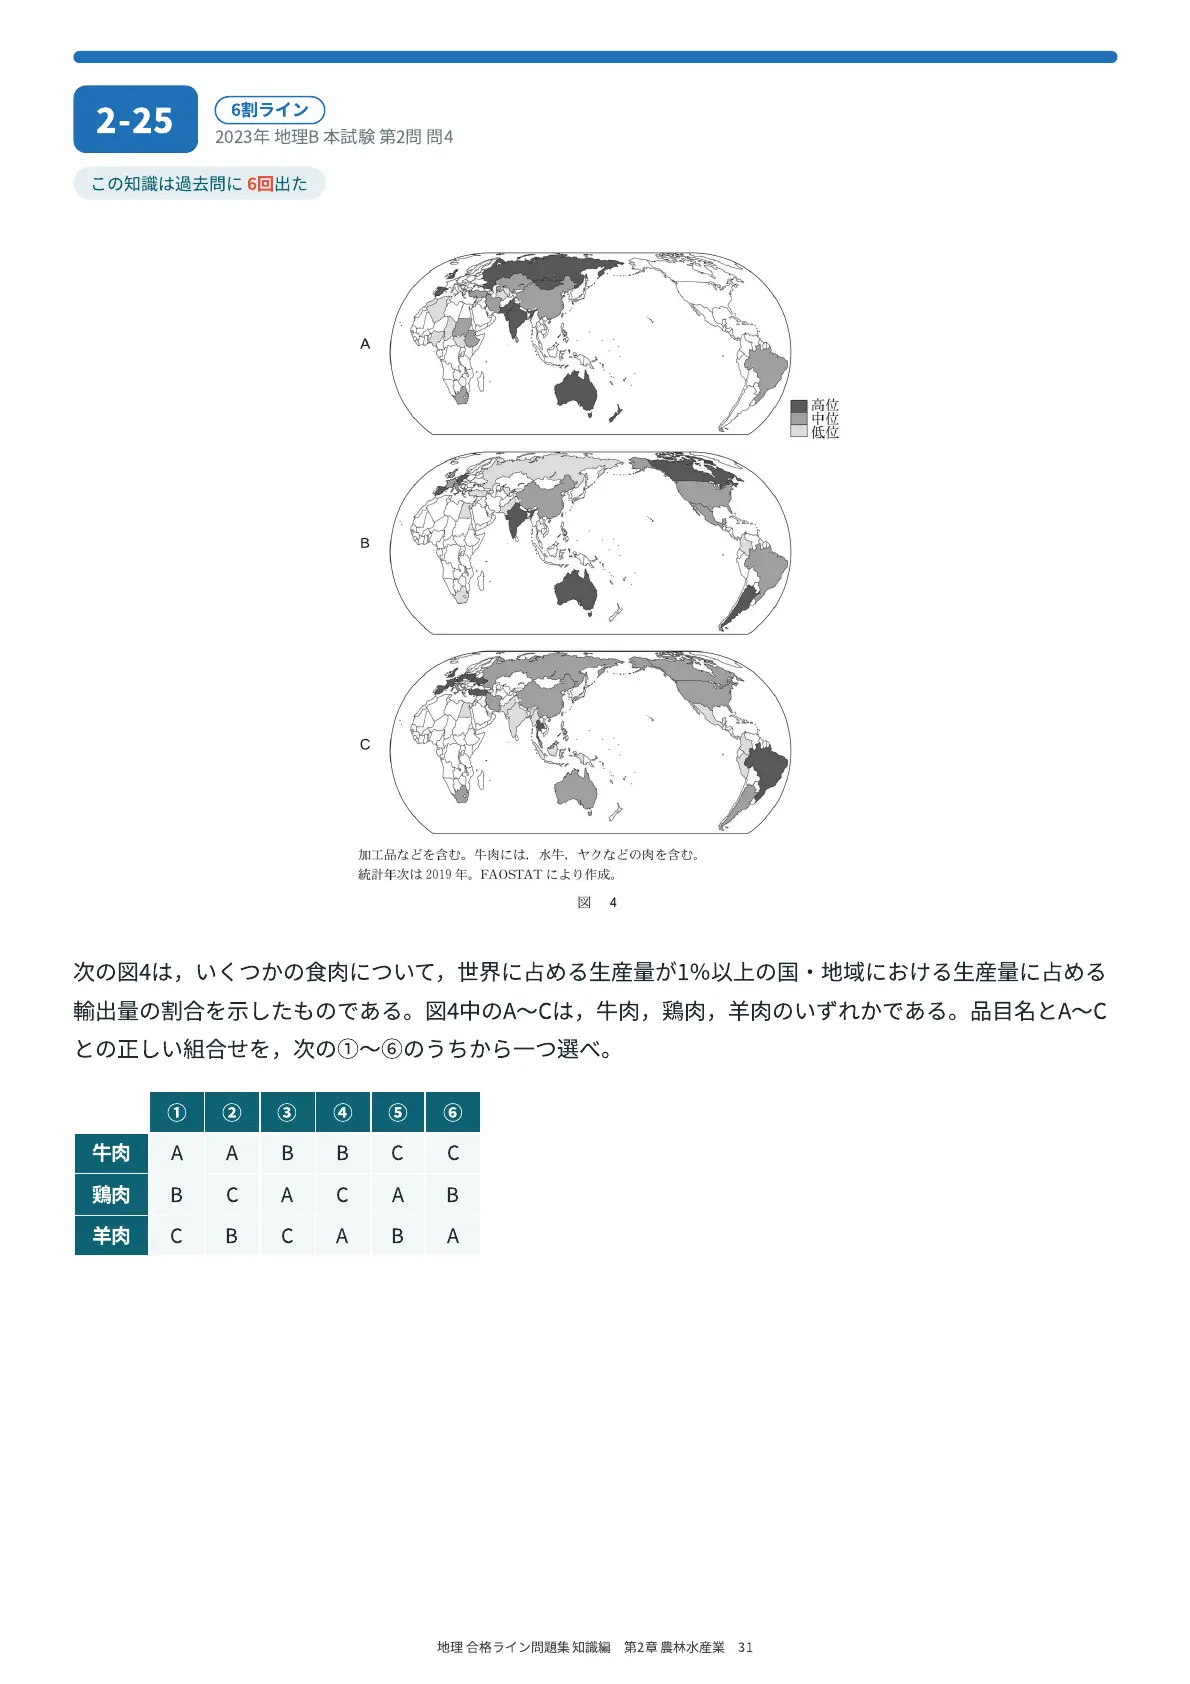 2-25
6割ライン
2023年 地理B 本試験 第2問 問4
この知識は過去問に 6回出た
A
高位
中位
低位
B
C
加工品などを含む。牛肉には，水牛，ヤクなどの肉を含む。
統計年次は 2019 年。FAOSTAT により作成。
図 4
次の図4は，いくつかの食肉について，世界に占める生産量が1%以上の国・地域における生産量に占める
輸出量の割合を示したものである。図4中のA～Cは，牛肉，鶏肉，羊肉のいずれかである。品目名とA～C
との正しい組合せを，次の①～⑥のうちから一つ選べ。
① ② ③ ④ ⑤ ⑥
牛肉 A A B B C C
鶏肉 B C A C A B
羊肉 C B C A B A
地理 合格ライン問題集 知識編 第2章 農林水産業 31